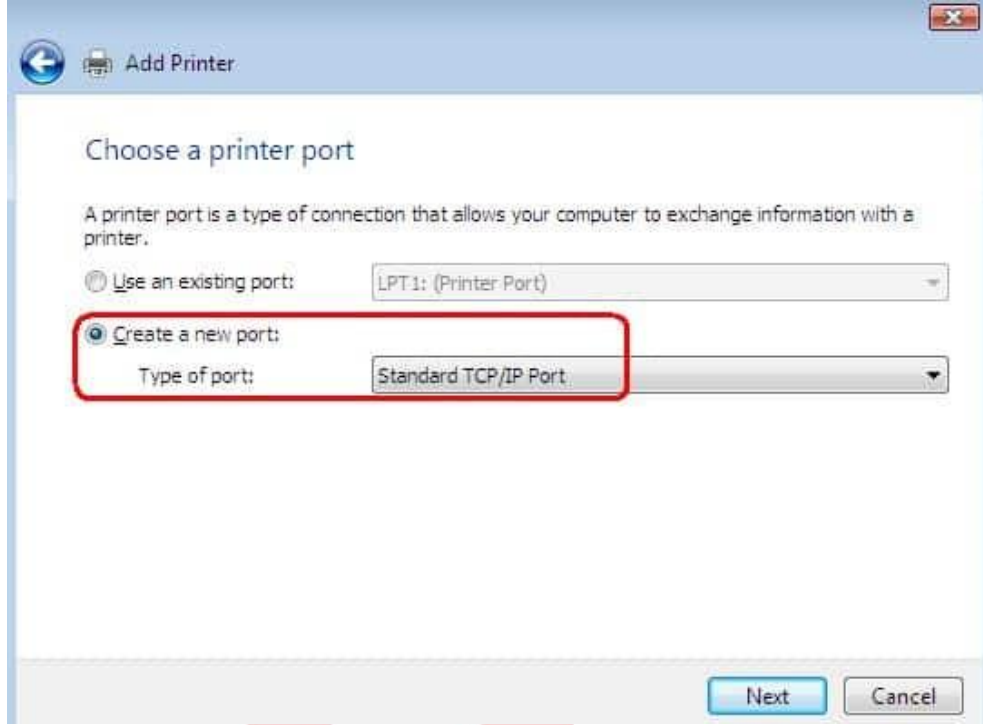 Add Printer
Choose a printer port
A printer port is a type of connection that allows your computer to exchange information with a
printer.
Use an existing port: LPT1: (Printer Port)
Create a new port:
Type of port: Standard TCP/IP Port
Next Cancel